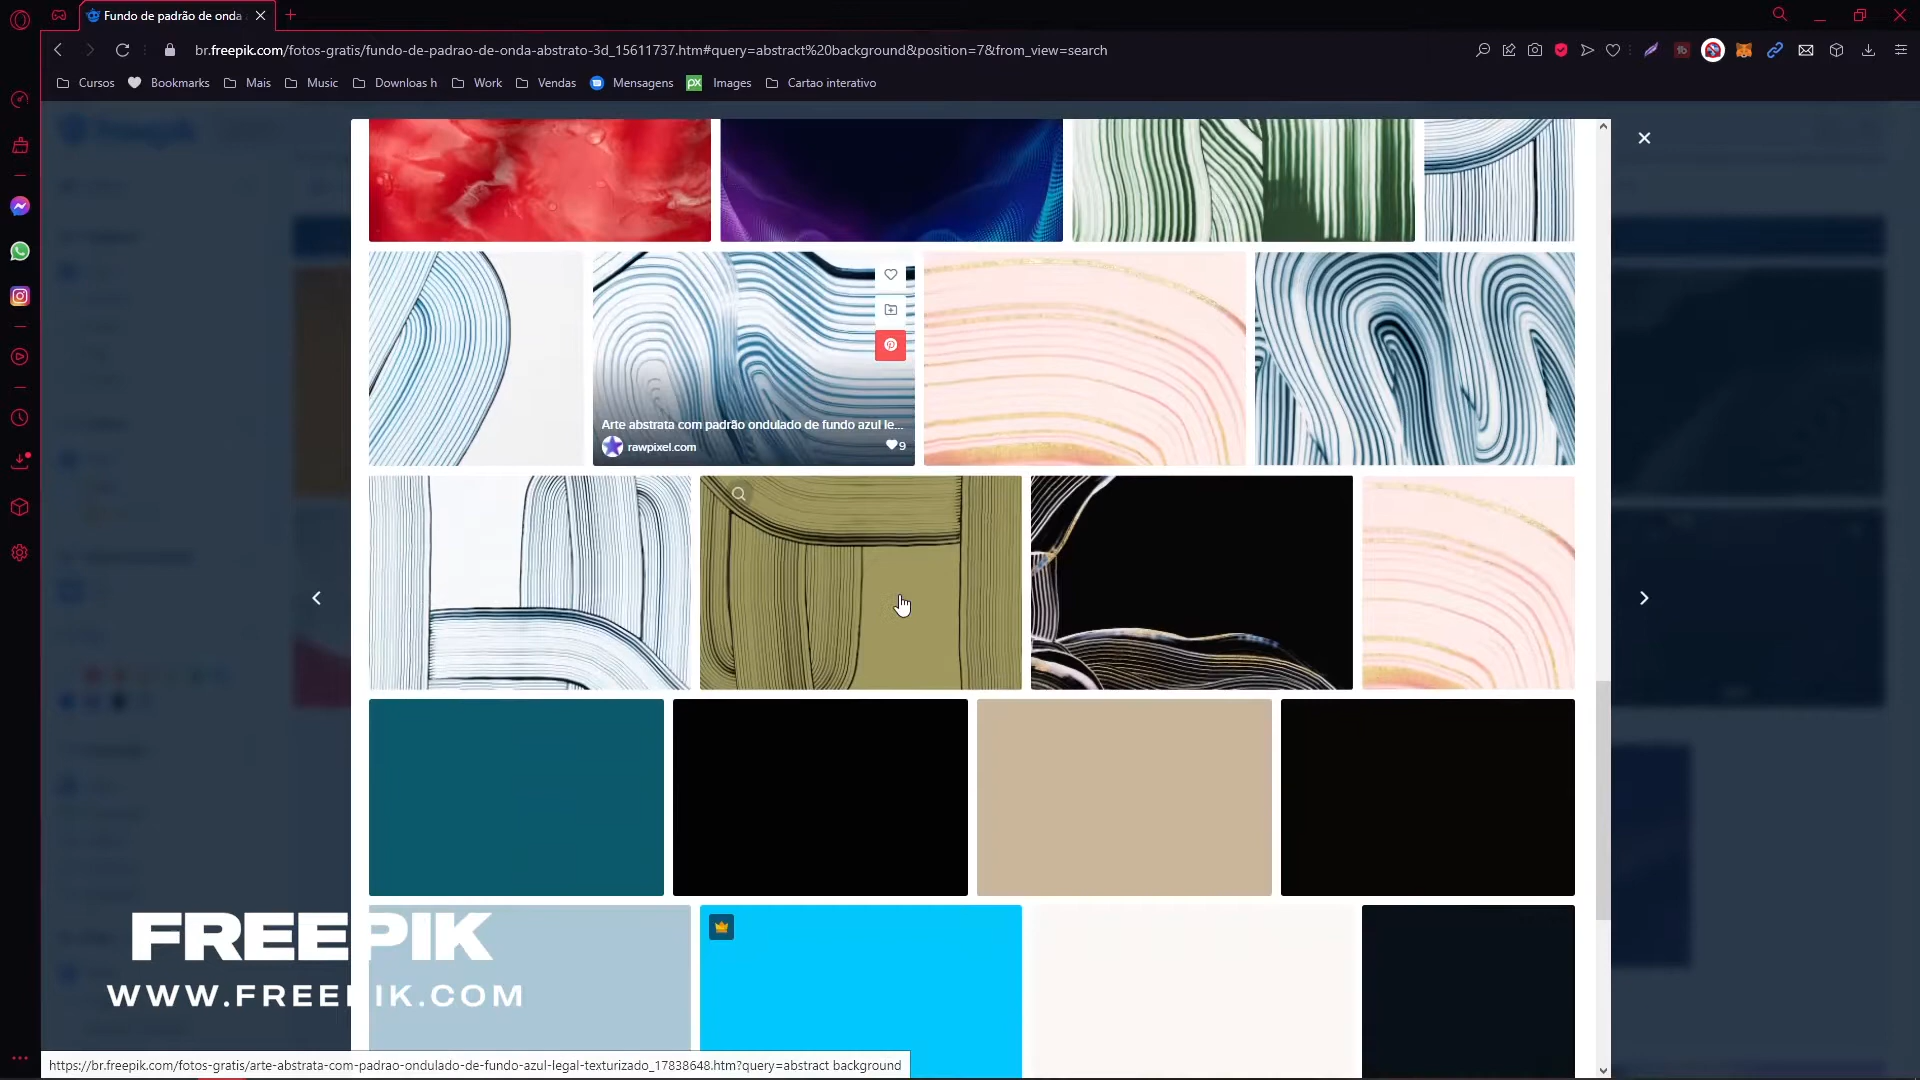 Fundo de padrão de onda
br.freepik.com/fotos-gratis/fundo-de-padrao-de-onda-abstrato-3d_15611737.htm#query=abstract%20background&position=7&from_view=search
Cursos Bookmarks Mais Music Downloas h Work Vendas Mensagens px Images Cartao interativo
Arte abstrata com padrão ondulado de fundo azul le...
rawpixel.com 9
FREEPIK
WWW.FREEPIK.COM
https://br.freepik.com/fotos-gratis/arte-abstrata-com-padrao-ondulado-de-fundo-azul-legal-texturizado_17838648.htm?query=abstract background